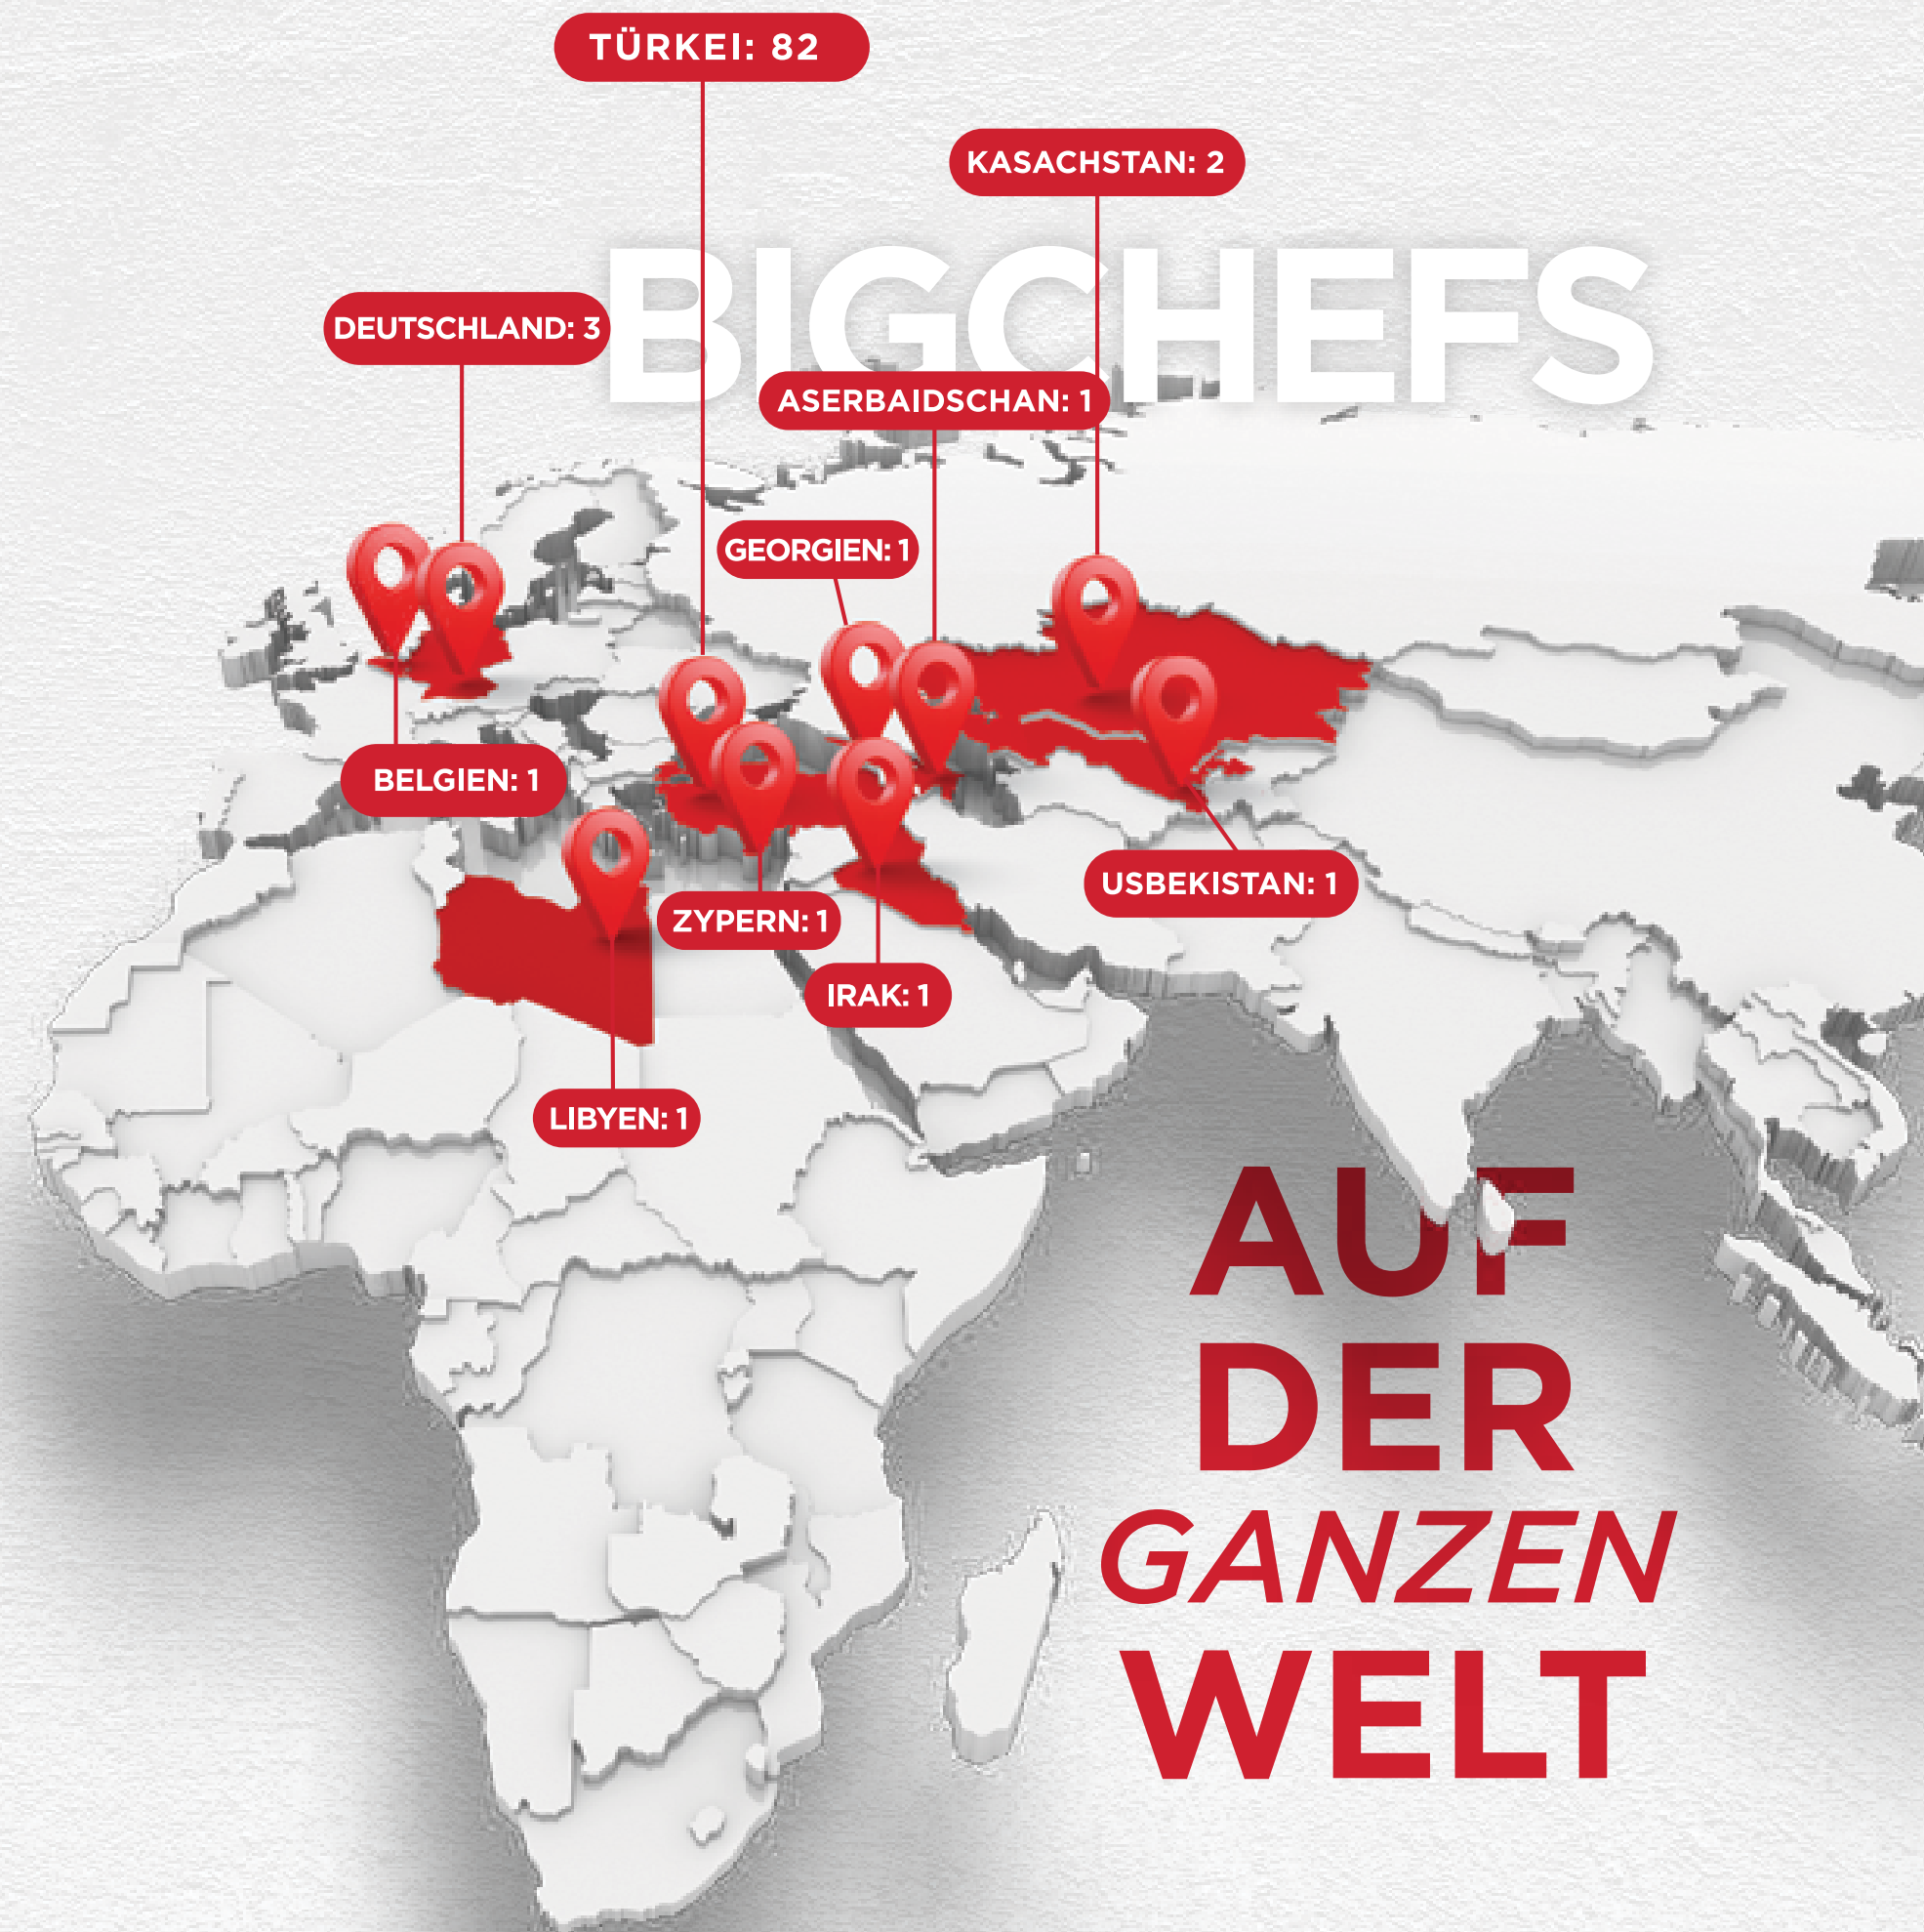 TÜRKEI: 82
KASACHSTAN: 2
BIGCHEFS
DEUTSCHLAND: 3
ASERBAIDSCHAN: 1
GEORGIEN: 1
BELGIEN: 1
USBEKISTAN: 1
ZYPERN: 1
IRAK: 1
LIBYEN: 1
AUF
DER
GANZEN
WELT